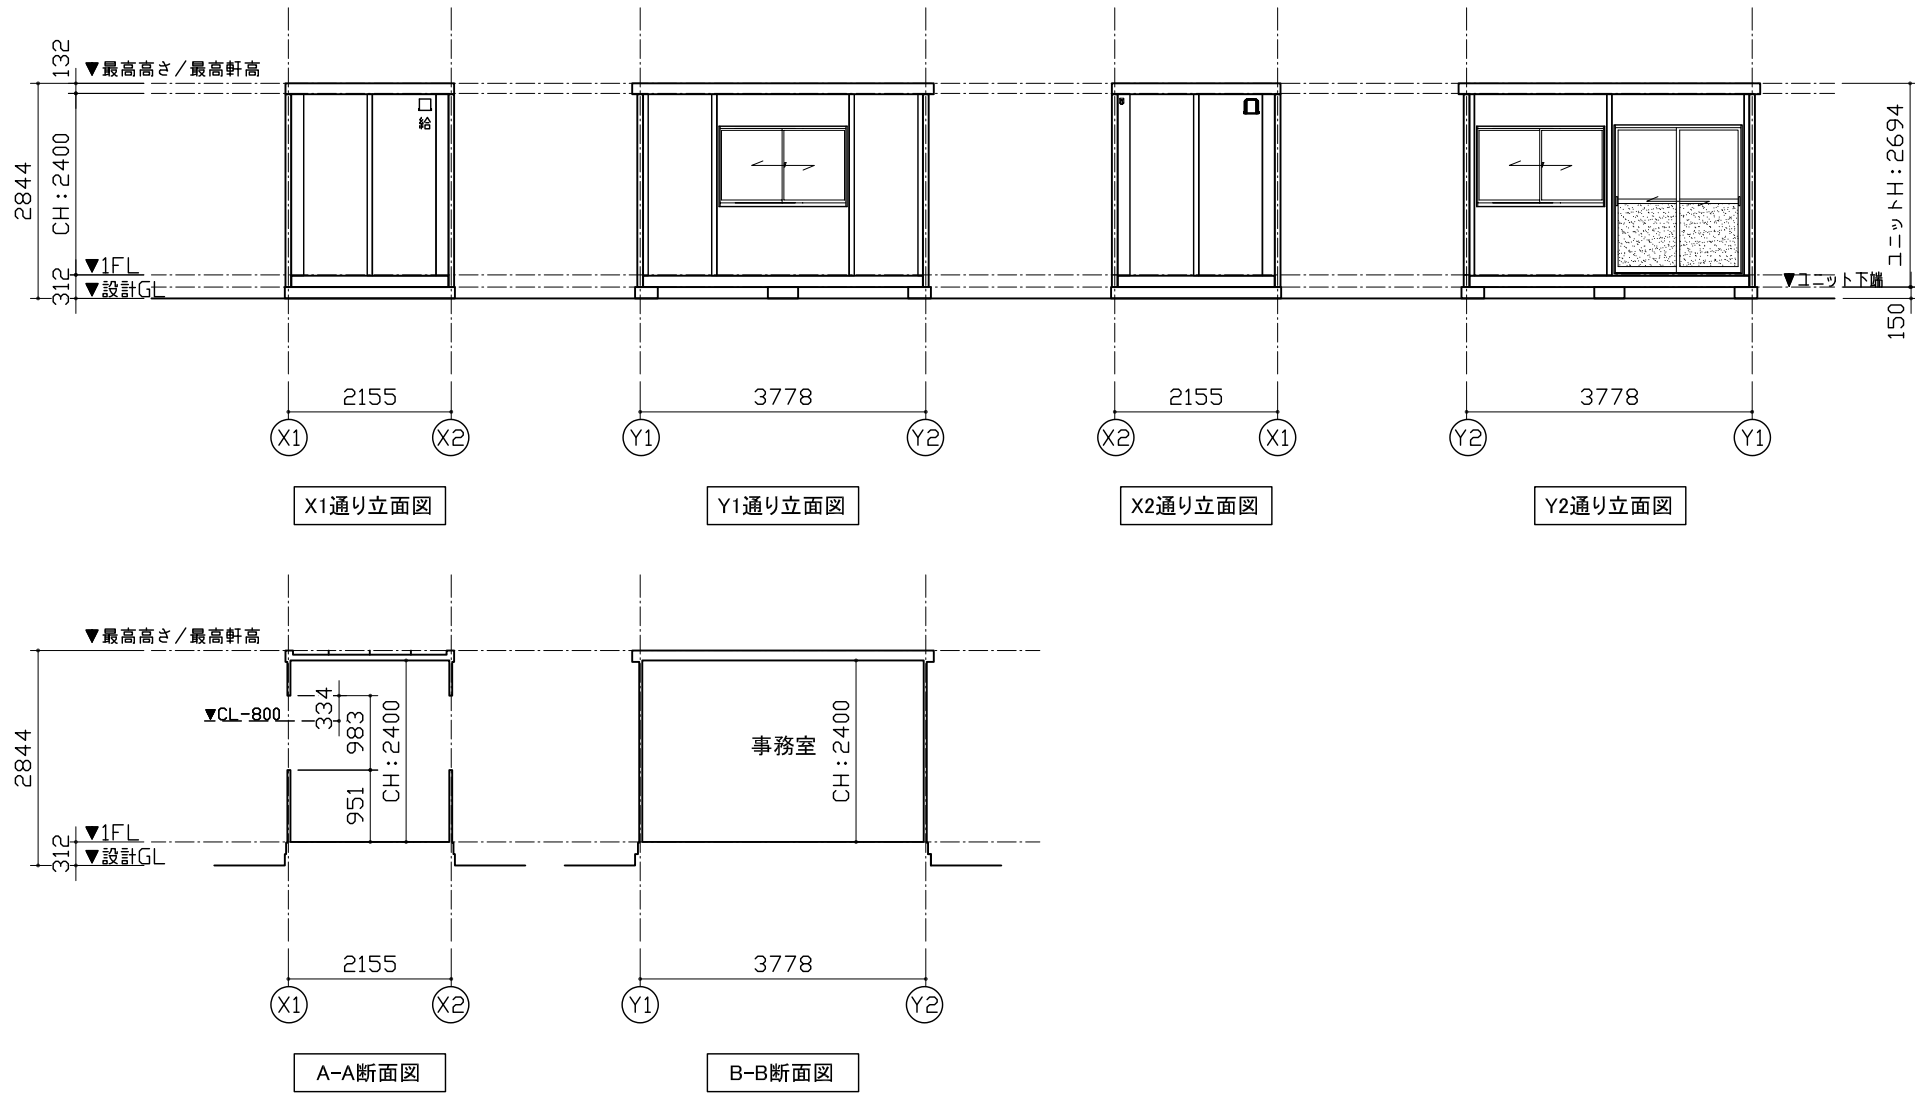 132
▼最高高さ/最高軒高
2844
CH:2400
▼1FL
312
▼設計GL
給
ユニットH:2694
▼ユニット下端
150
2155
3778
2155
3778
X1
X2
Y1
Y2
X2
X1
Y2
Y1
X1通り立面図
Y1通り立面図
X2通り立面図
Y2通り立面図
▼最高高さ/最高軒高
2844
▼CL-800
334
983
951
CH:2400
事務室
CH:2400
▼1FL
312
▼設計GL
2155
3778
X1
X2
Y1
Y2
A-A断面図
B-B断面図